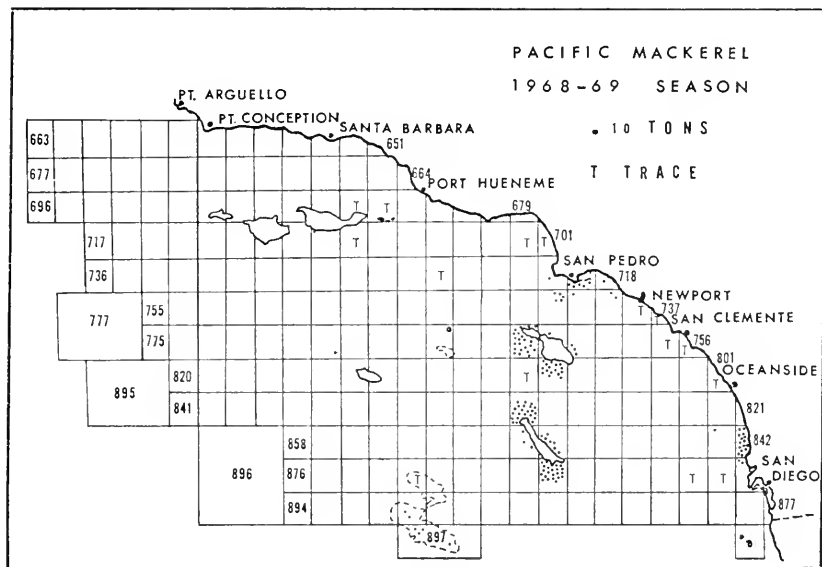 PACIFIC MACKEREL
1968-69 SEASON
. 10 TONS
T TRACE
PT. ARGUELLO
PT. CONCEPTION
SANTA BARBARA
663
651
677
664
PORT HUENEME
696
T T
679
717
T
T T
701
736
T
SAN PEDRO
718
777
755
NEWPORT
T
737
T
SAN CLEMENTE
775
T
T
756
801
895
820
T
T
OCEANSIDE
841
821
858
842
896
876
T
T T
SAN
DIEGO
894
877
897